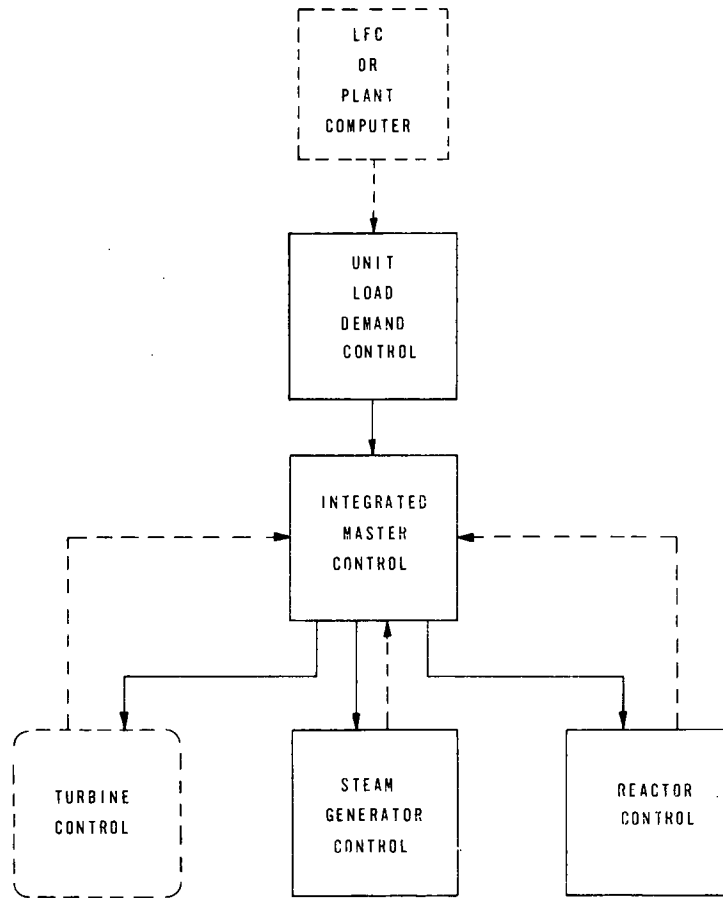 LFC
OR
PLANT
COMPUTER
UNIT
LOAD
DEMAND
CONTROL
INTEGRATED
MASTER
CONTROL
TURBINE
CONTROL
STEAM
GENERATOR
CONTROL
REACTOR
CONTROL